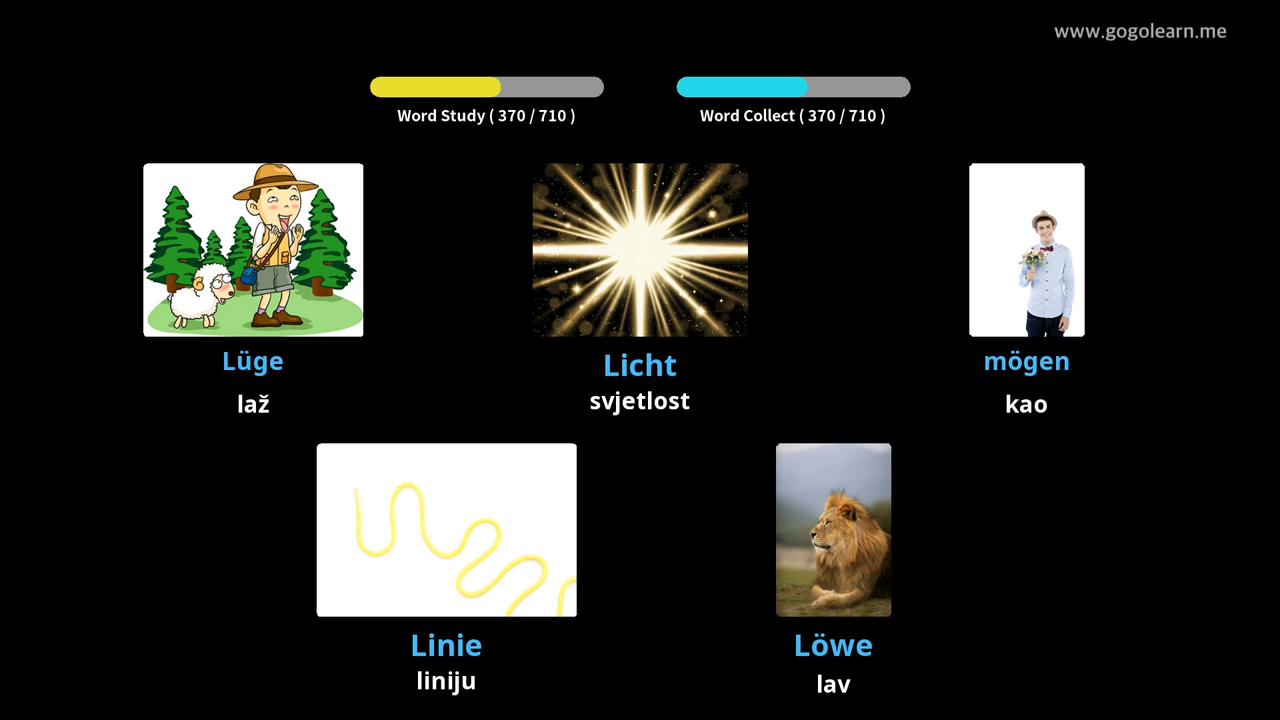 www.gogolearn.me
Word Study ( 370 / 710 )
Word Collect ( 370 / 710 )
Lüge
laž
Licht
svjetlost
mögen
kao
Linie
liniju
Löwe
lav